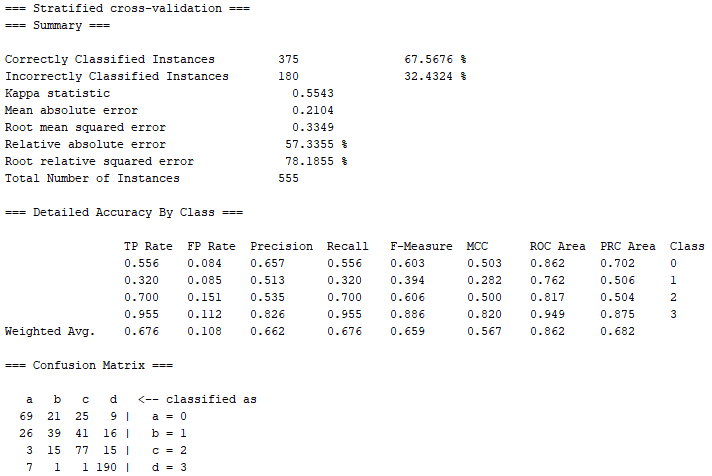 === Stratified cross-validation ===
=== Summary ===
Correctly Classified Instances 375 67.5676 %
Incorrectly Classified Instances 180 32.4324 %
Kappa statistic 0.5543
Mean absolute error 0.2104
Root mean squared error 0.3349
Relative absolute error 57.3355 %
Root relative squared error 78.1855 %
Total Number of Instances 555
=== Detailed Accuracy By Class ===
TP Rate FP Rate Precision Recall F-Measure MCC ROC Area PRC Area Class
0.556 0.084 0.657 0.556 0.603 0.503 0.862 0.702 0
0.320 0.085 0.513 0.320 0.394 0.282 0.762 0.506 1
0.700 0.151 0.535 0.700 0.606 0.500 0.817 0.504 2
0.955 0.112 0.826 0.955 0.886 0.820 0.949 0.875 3
Weighted Avg. 0.676 0.108 0.662 0.676 0.659 0.567 0.862 0.682
=== Confusion Matrix ===
a b c d <-- classified as
69 21 25 9 | a = 0
26 39 41 16 | b = 1
3 15 77 15 | c = 2
7 1 1 190 | d = 3